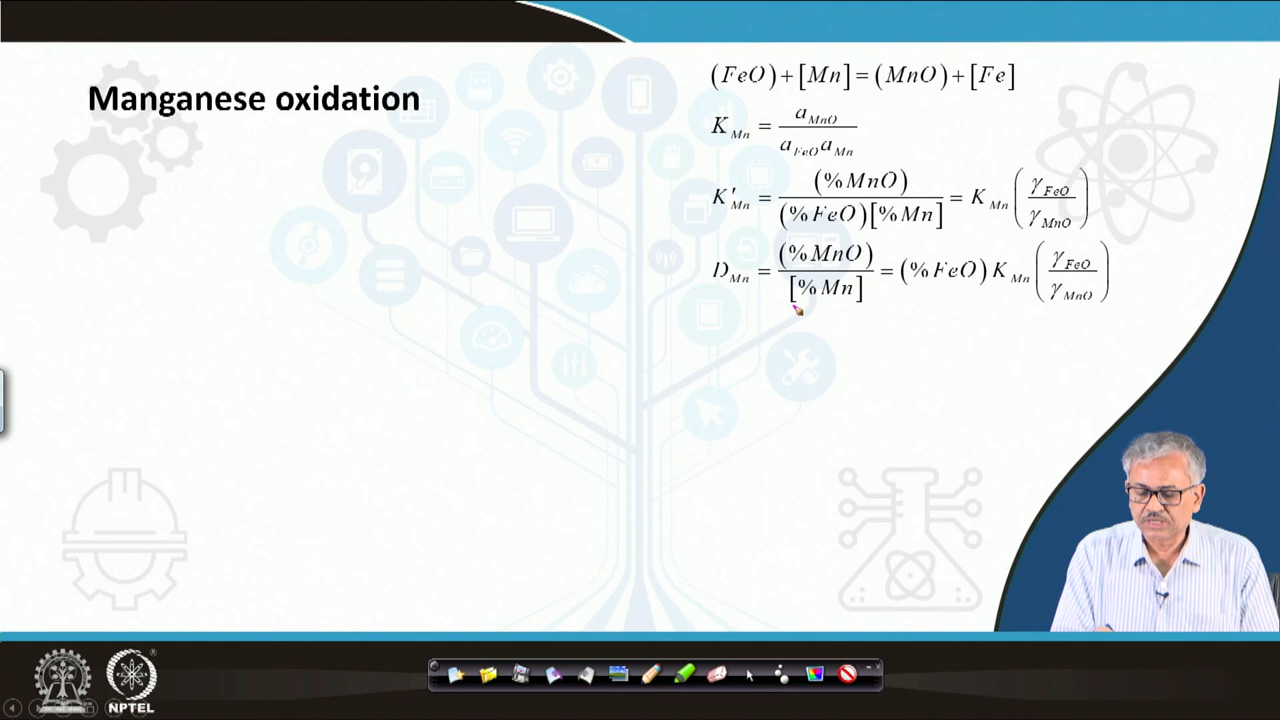 Manganese oxidation
(FeO) + [Mn] = (MnO) + [Fe]
K_Mn = a_MnO / (a_FeO a_Mn)
K'_Mn = (% MnO) / ((% FeO)[% Mn]) = K_Mn (γ_FeO / γ_MnO)
D_Mn = (% MnO) / [% Mn] = (% FeO) K_Mn (γ_FeO / γ_MnO)
NPTEL